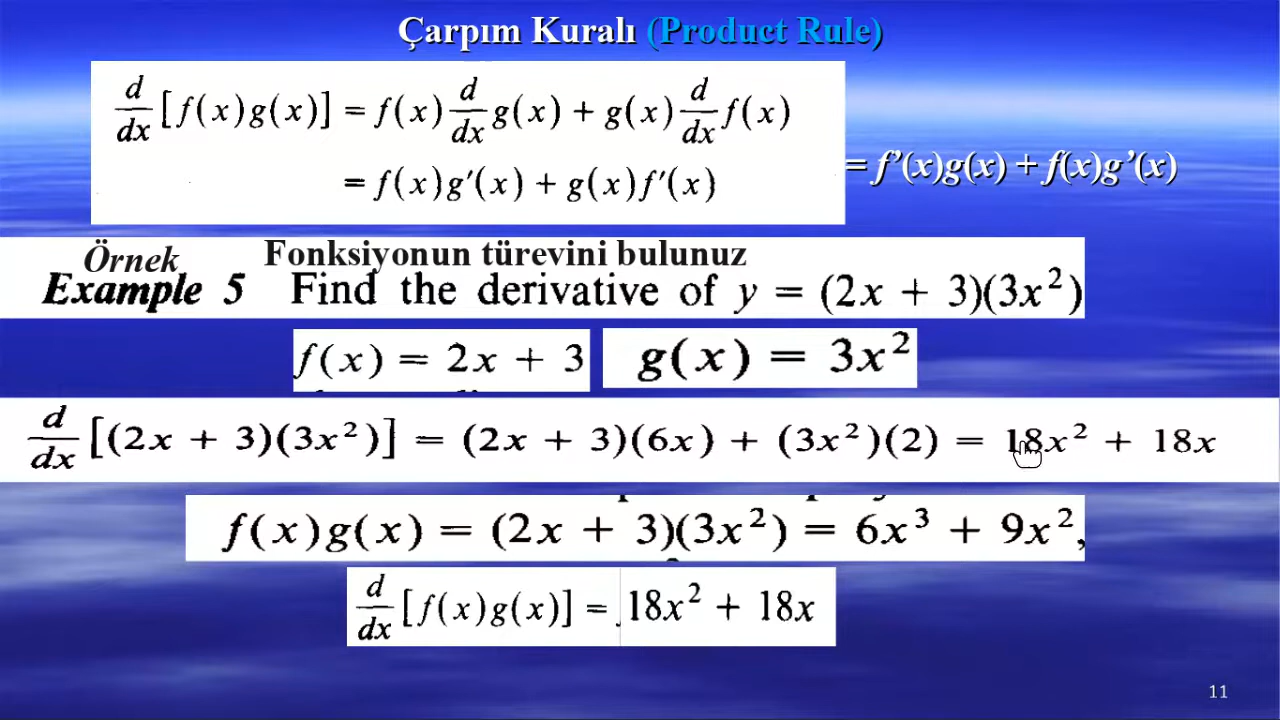 Çarpım Kuralı (Product Rule)
d/dx [f(x)g(x)] = f(x) d/dx g(x) + g(x) d/dx f(x)
= f(x)g′(x) + g(x)f′(x)
= f’(x)g(x) + f(x)g’(x)
Örnek Fonksiyonun türevini bulunuz
Example 5 Find the derivative of y = (2x + 3)(3x²)
f(x) = 2x + 3 g(x) = 3x²
d/dx [(2x + 3)(3x²)] = (2x + 3)(6x) + (3x²)(2) = 18x² + 18x
f(x)g(x) = (2x + 3)(3x²) = 6x³ + 9x²,
d/dx [f(x)g(x)] = 18x² + 18x
11